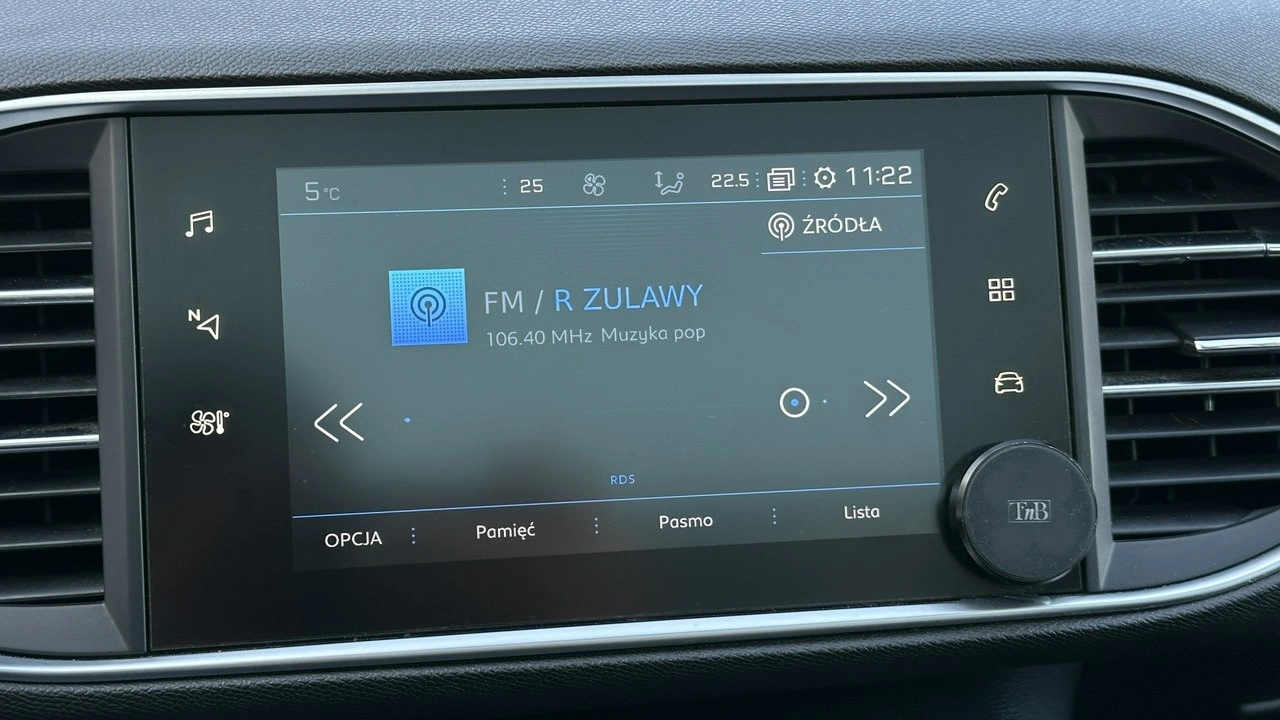 5°C 25 22.5 11:22
ŹRÓDŁA
FM / R ZULAWY
106.40 MHz Muzyka pop
N
RDS
OPCJA Pamięć Pasmo Lista
TnB